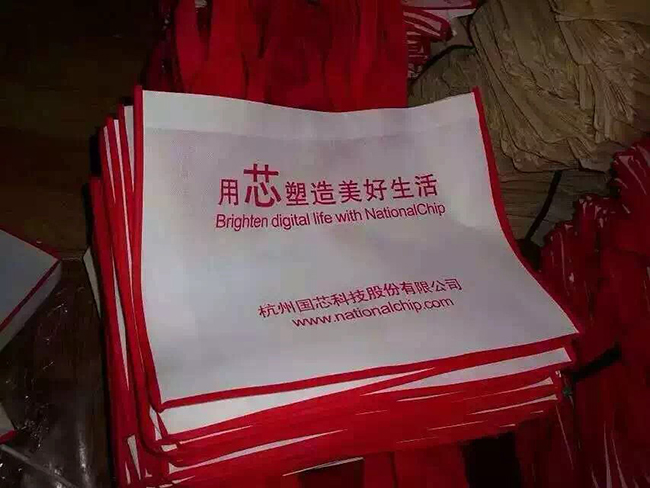 用芯塑造美好生活
Brighten digital life with NationalChip
杭州国芯科技股份有限公司
www.nationalchip.com